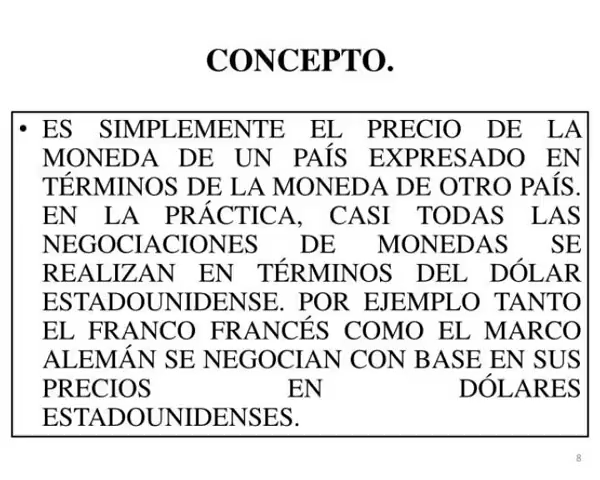 CONCEPTO.
• ES SIMPLEMENTE EL PRECIO DE LA
MONEDA DE UN PAÍS EXPRESADO EN
TÉRMINOS DE LA MONEDA DE OTRO PAÍS.
EN LA PRÁCTICA, CASI TODAS LAS
NEGOCIACIONES DE MONEDAS SE
REALIZAN EN TÉRMINOS DEL DÓLAR
ESTADOUNIDENSE. POR EJEMPLO TANTO
EL FRANCO FRANCÉS COMO EL MARCO
ALEMÁN SE NEGOCIAN CON BASE EN SUS
PRECIOS EN DÓLARES
ESTADOUNIDENSES.
8